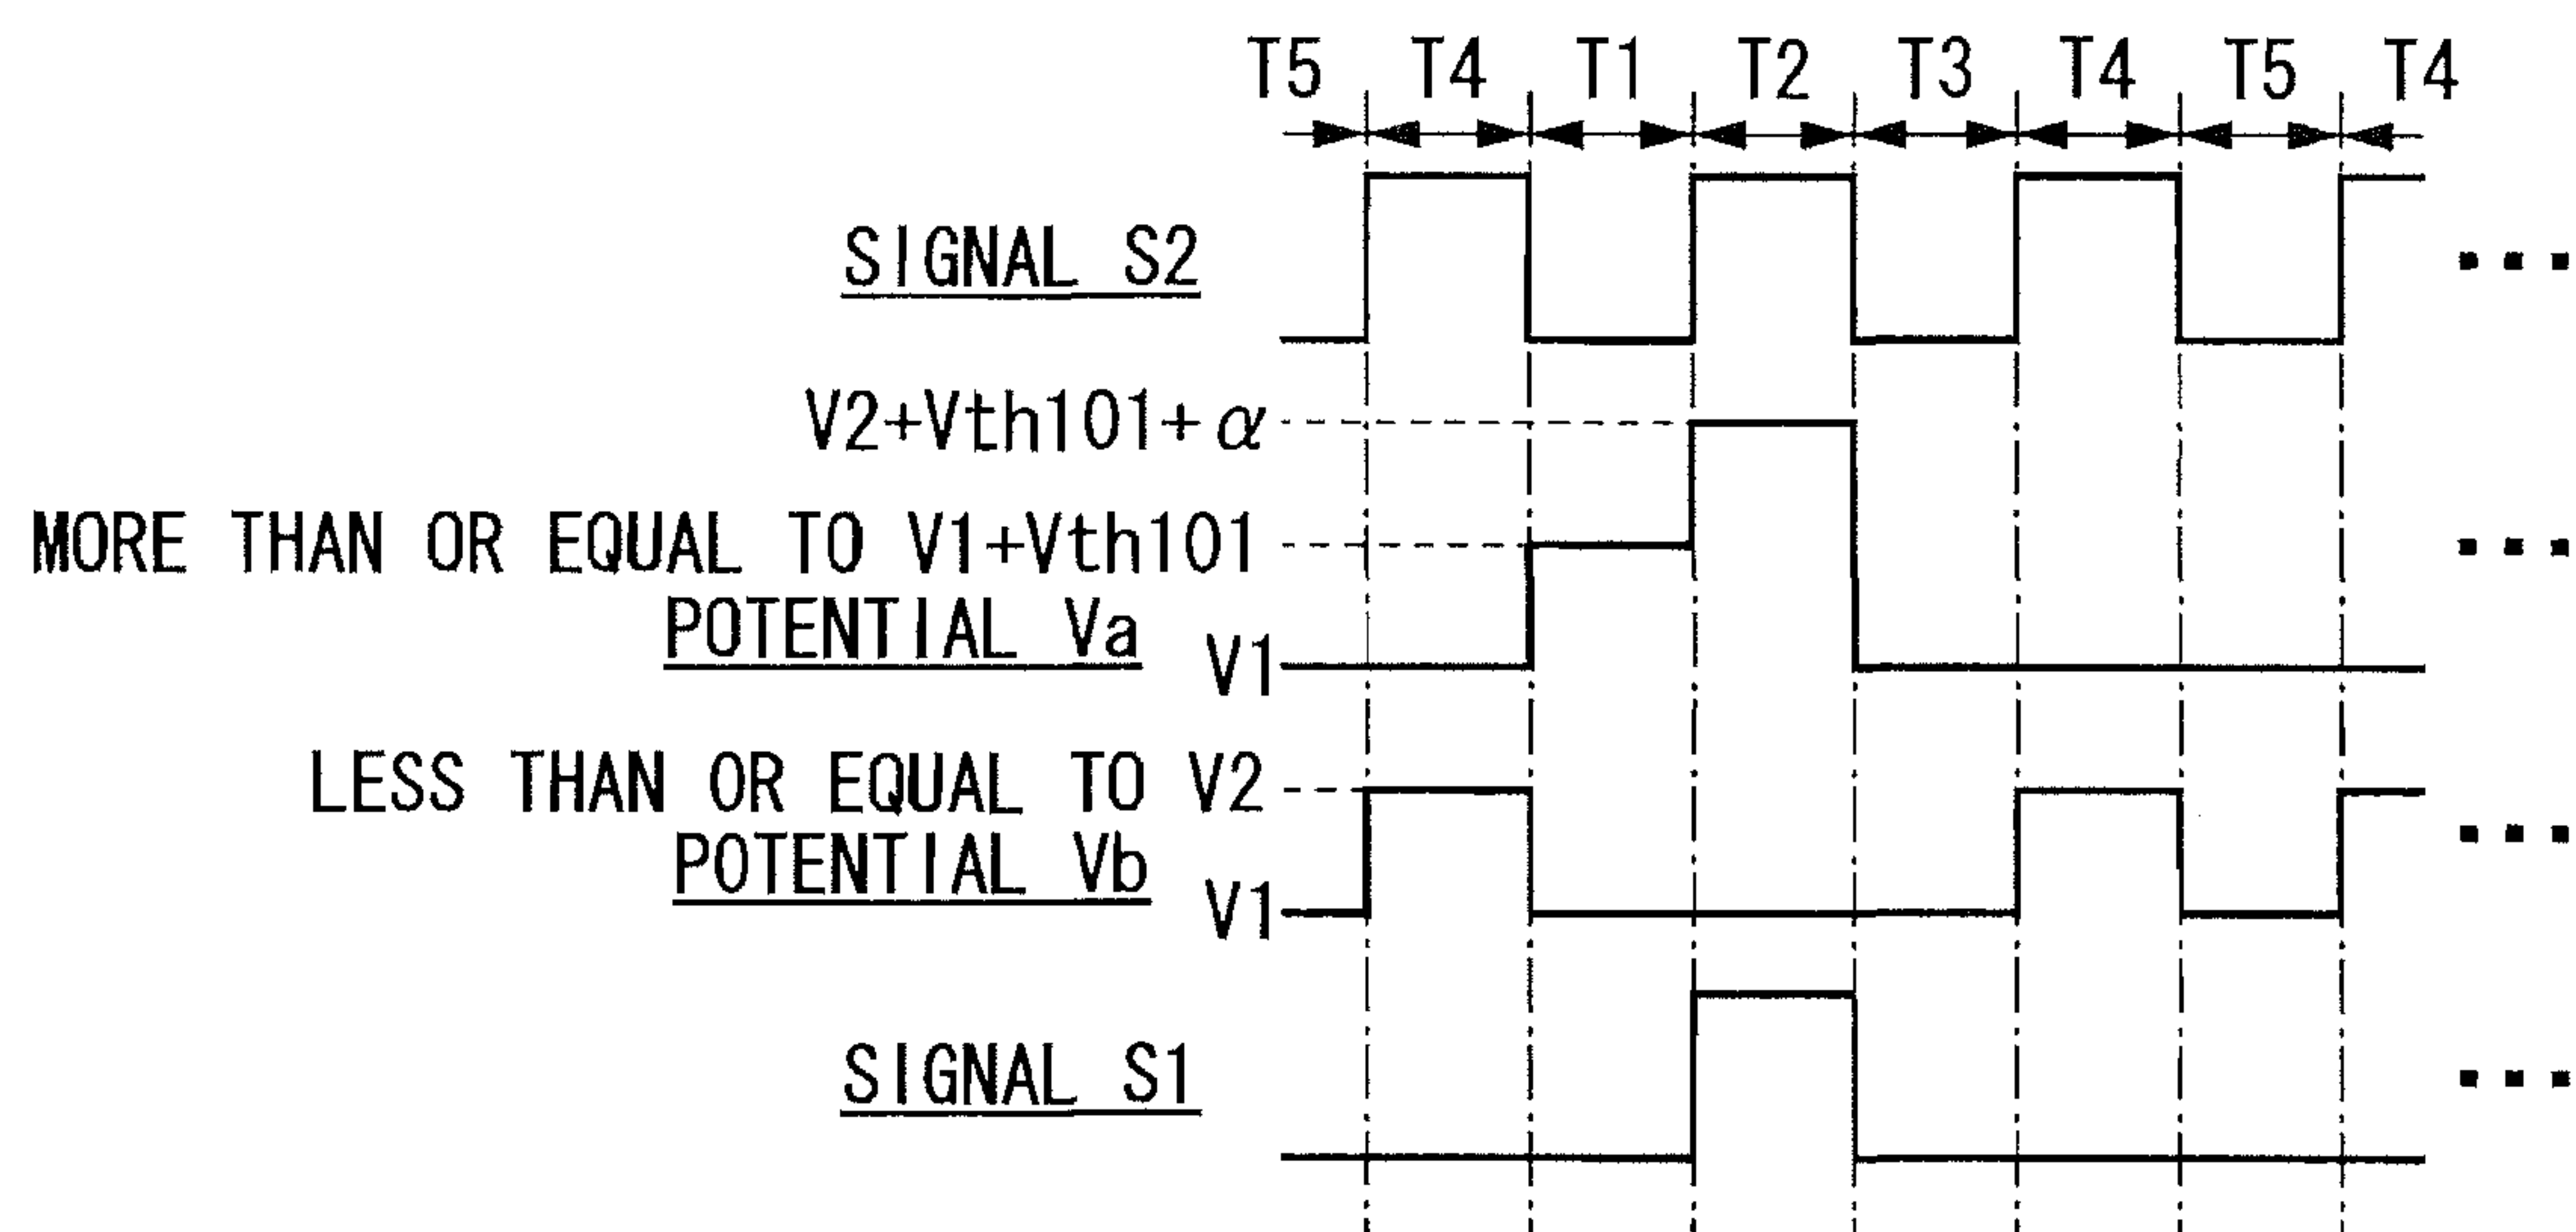 T5 T4 T1 T2 T3 T4 T5 T4
SIGNAL S2
V2+Vth101+α
MORE THAN OR EQUAL TO V1+Vth101
POTENTIAL Va
V1
LESS THAN OR EQUAL TO V2
POTENTIAL Vb
V1
SIGNAL S1